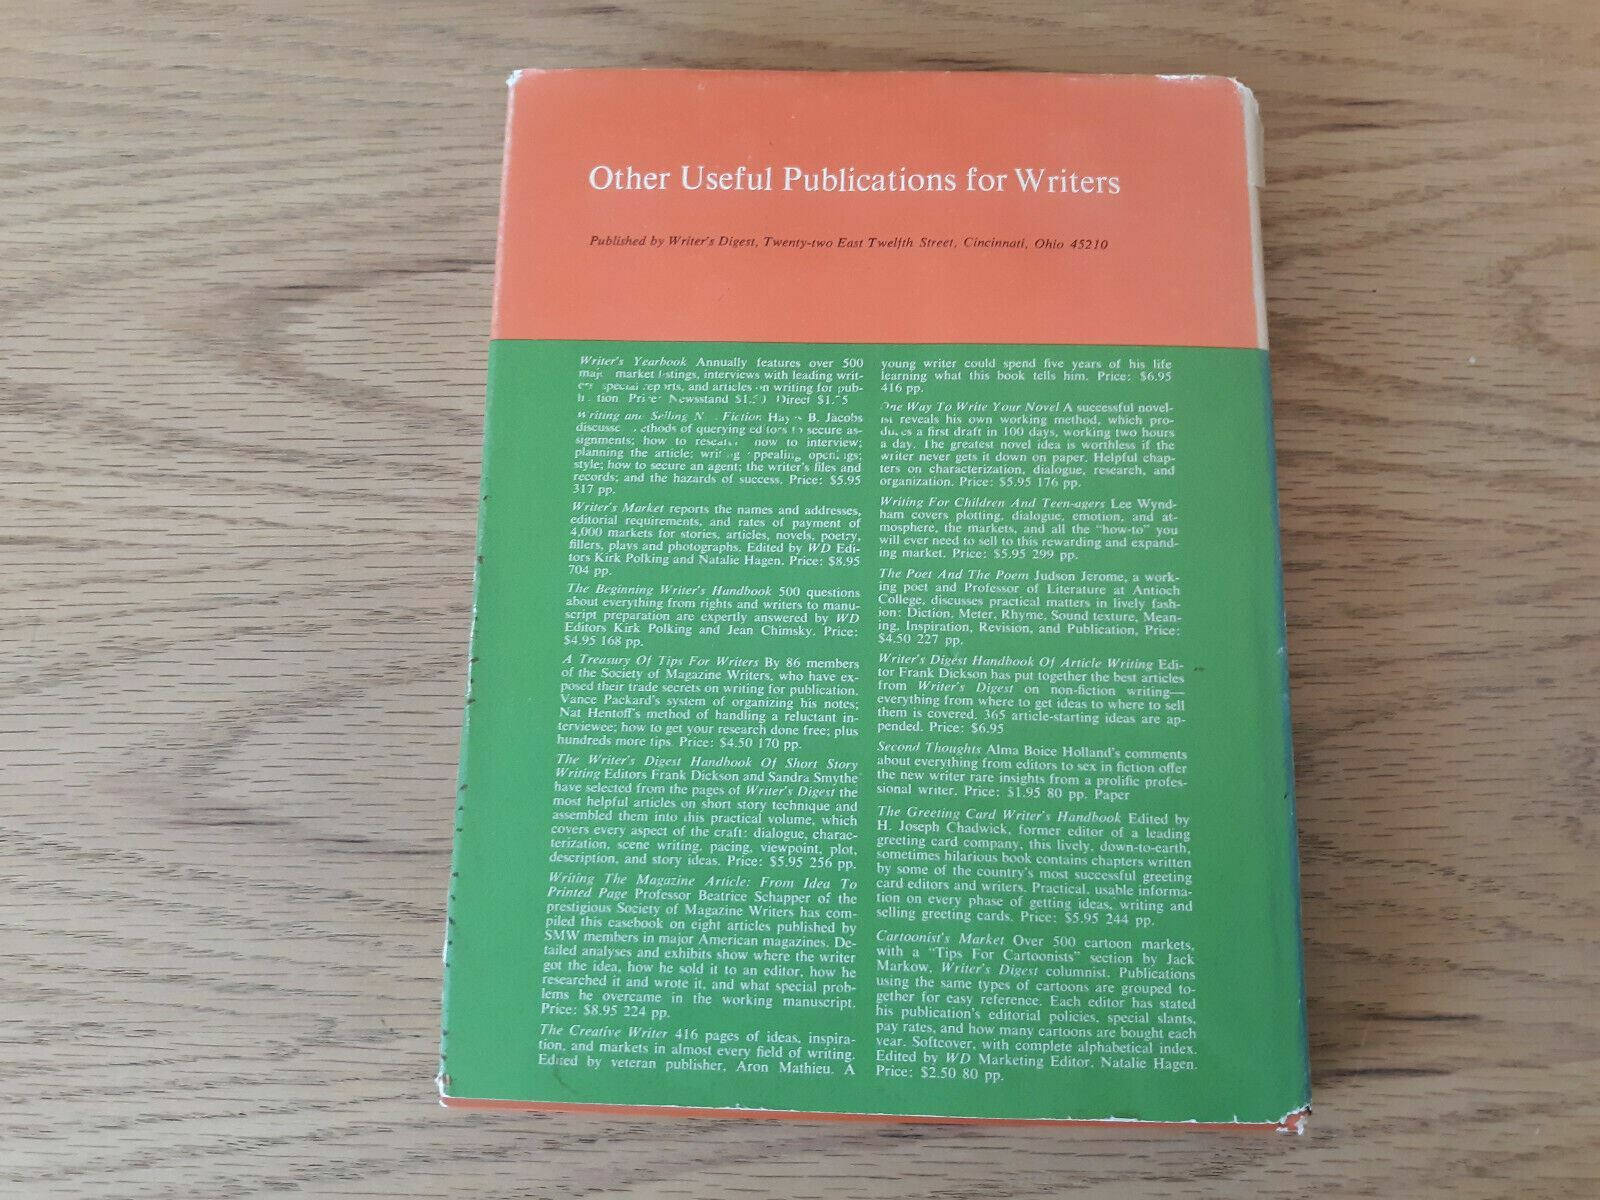 Other Useful Publications for Writers
Published by Writer's Digest, Twenty-two East Twelfth Street, Cincinnati, Ohio 45210
Writer's Yearbook Annually features over 500
market listings, interviews with leading writ-
special reports, and articles on writing for pub-
Newsstand Direct
Writing and Selling Fiction B. Jacobs
methods of querying editors to secure as-
signments; how to how to interview;
planning the article; appealing
style; how to secure an agent; the writer's files and
records; and the hazards of success. Price: $5.95
317 pp.
Writer's Market reports the names and addresses,
editorial requirements, and rates of payment of
4,000 markets for stories, articles, novels, poetry,
fillers, plays and photographs. Edited by WD Edi-
tors Kirk Polking and Natalie Hagen. Price: $8.95
704 pp.
The Beginning Writer's Handbook 500 questions
about everything from rights and writers to manu-
script preparation are expertly answered by WD
Editors Kirk Polking and Jean Chimsky. Price:
$4.95 168 pp.
A Treasury Of Tips For Writers By 86 members
of the Society of Magazine Writers, who have ex-
posed their trade secrets on writing for publication.
Vance Packard's system of organizing his notes;
Nat Hentoff's method of handling a reluctant in-
terviewee; how to get your research done free; plus
hundreds more tips. Price: $4.50 170 pp.
The Writer's Digest Handbook Of Short Story
Writing Editors Frank Dickson and Sandra Smythe
have selected from the pages of Writer's Digest the
most helpful articles on short story technique and
assembled them into this practical volume, which
covers every aspect of the craft: dialogue, charac-
terization, scene writing, pacing, viewpoint, plot,
description, and story ideas. Price: $5.95 256 pp.
Writing The Magazine Article: From Idea To
Printed Page Professor Beatrice Schapper of the
prestigious Society of Magazine Writers has com-
piled this casebook on eight articles published by
SMW members in major American magazines. De-
tailed analyses and exhibits show where the writer
got the idea, how he sold it to an editor, how he
researched it and wrote it, and what special prob-
lems he overcame in the working manuscript.
Price: $8.95 224 pp.
The Creative Writer 416 pages of ideas, inspira-
tion, and markets in almost every field of writing.
Edited by veteran publisher, Aron Mathieu. A
young writer could spend five years of his life
learning what this book tells him. Price: $6.95
416 pp.
One Way To Write Your Novel A successful novel-
ist reveals his own working method, which pro-
duces a first draft in 100 days, working two hours
a day. The greatest novel idea is worthless if the
writer never gets it down on paper. Helpful chap-
ters on characterization, dialogue, research, and
organization. Price: $5.95 176 pp.
Writing For Children And Teen-agers Lee Wynd-
ham covers plotting, dialogue, emotion, and at-
mosphere, the markets, and all the "how-to" you
will ever need to sell to this rewarding and expand-
ing market. Price: $5.95 299 pp.
The Poet And The Poem Judson Jerome, a work-
ing poet and Professor of Literature at Antioch
College, discusses practical matters in lively fash-
ion: Diction, Meter, Rhyme, Sound texture, Mean-
ing, Inspiration, Revision, and Publication, Price:
$4.50 227 pp.
Writer's Digest Handbook Of Article Writing Edi-
tor Frank Dickson has put together the best articles
from Writer's Digest on non-fiction writing—
everything from where to get ideas to where to sell
them is covered. 365 article-starting ideas are ap-
pended. Price: $6.95
Second Thoughts Alma Boice Holland's comments
about everything from editors to sex in fiction offer
the new writer rare insights from a prolific profes-
sional writer. Price: $1.95 80 pp. Paper
The Greeting Card Writer's Handbook Edited by
H. Joseph Chadwick, former editor of a leading
greeting card company, this lively, down-to-earth,
sometimes hilarious book contains chapters written
by some of the country's most successful greeting
card editors and writers. Practical, usable informa-
tion on every phase of getting ideas, writing and
selling greeting cards. Price: $5.95 244 pp.
Cartoonist's Market Over 500 cartoon markets,
with a "Tips For Cartoonists" section by Jack
Markow, Writer's Digest columnist. Publications
using the same types of cartoons are grouped to-
gether for easy reference. Each editor has stated
his publication's editorial policies, special slants,
pay rates, and how many cartoons are bought each
year. Softcover, with complete alphabetical index.
Edited by WD Marketing Editor, Natalie Hagen.
Price: $2.50 80 pp.